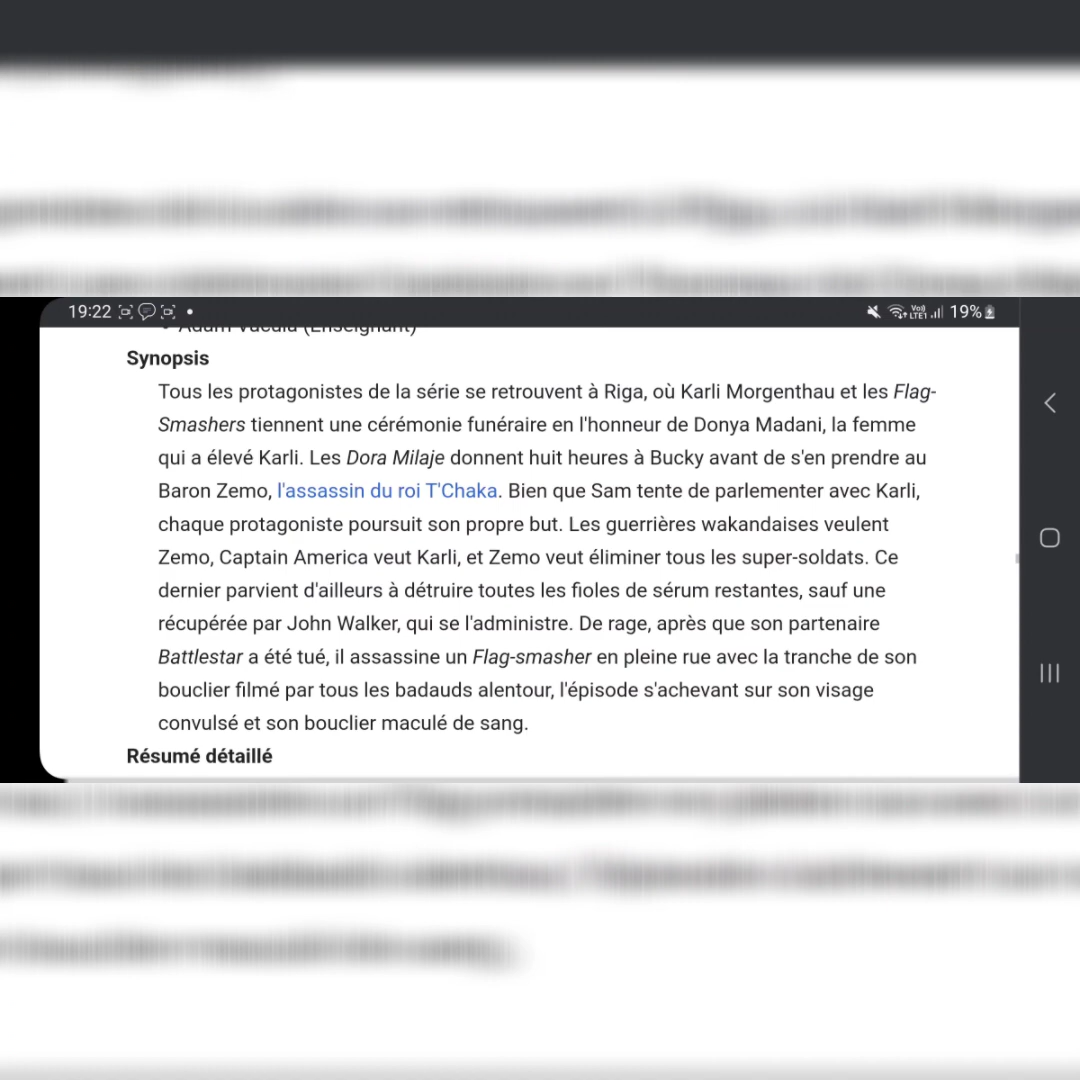 19:22
Vo)) LTE1 19%
Adam Vacula (Enseignant)
Synopsis
Tous les protagonistes de la série se retrouvent à Riga, où Karli Morgenthau et les Flag-
Smashers tiennent une cérémonie funéraire en l'honneur de Donya Madani, la femme
qui a élevé Karli. Les Dora Milaje donnent huit heures à Bucky avant de s'en prendre au
Baron Zemo, l'assassin du roi T'Chaka. Bien que Sam tente de parlementer avec Karli,
chaque protagoniste poursuit son propre but. Les guerrières wakandaises veulent
Zemo, Captain America veut Karli, et Zemo veut éliminer tous les super-soldats. Ce
dernier parvient d'ailleurs à détruire toutes les fioles de sérum restantes, sauf une
récupérée par John Walker, qui se l'administre. De rage, après que son partenaire
Battlestar a été tué, il assassine un Flag-smasher en pleine rue avec la tranche de son
bouclier filmé par tous les badauds alentour, l'épisode s'achevant sur son visage
convulsé et son bouclier maculé de sang.
Résumé détaillé